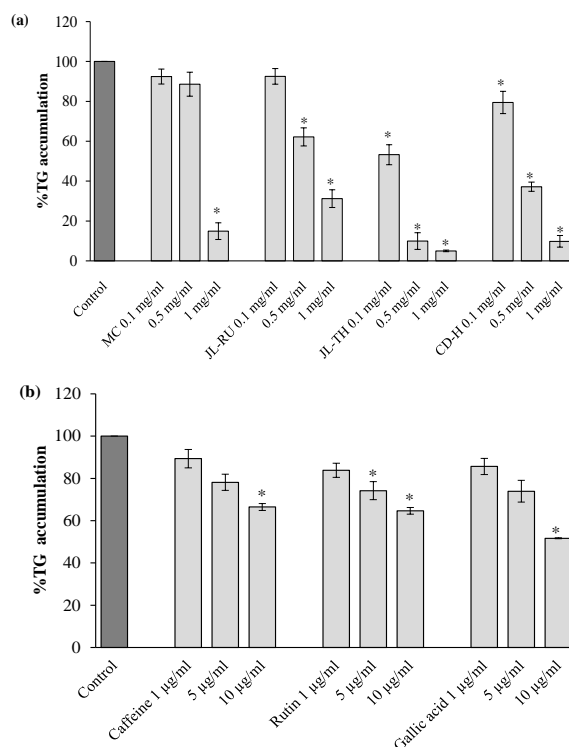 (a)
120
100
80
60
40
20
0
%TG accumulation
* * * * * * * * *
Control
MC 0.1 mg/ml
0.5 mg/ml
1 mg/ml
JL-RU 0.1 mg/ml
0.5 mg/ml
1 mg/ml
JL-TH 0.1 mg/ml
0.5 mg/ml
1 mg/ml
CD-H 0.1 mg/ml
0.5 mg/ml
1 mg/ml
(b)
120
100
80
60
40
20
0
%TG accumulation
* * * *
Control
Caffeine 1 µg/ml
5 µg/ml
10 µg/ml
Rutin 1 µg/ml
5 µg/ml
10 µg/ml
Gallic acid 1 µg/ml
5 µg/ml
10 µg/ml